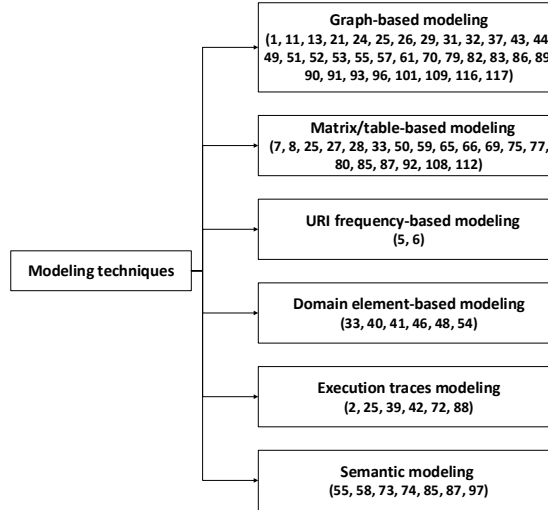 Graph-based modeling
(1, 11, 13, 21, 24, 25, 26, 29, 31, 32, 37, 43, 44,
49, 51, 52, 53, 55, 57, 61, 70, 79, 82, 83, 86, 89,
90, 91, 93, 96, 101, 109, 116, 117)
Matrix/table-based modeling
(7, 8, 25, 27, 28, 33, 50, 59, 65, 66, 69, 75, 77,
80, 85, 87, 92, 108, 112)
URI frequency-based modeling
(5, 6)
Modeling techniques
Domain element-based modeling
(33, 40, 41, 46, 48, 54)
Execution traces modeling
(2, 25, 39, 42, 72, 88)
Semantic modeling
(55, 58, 73, 74, 85, 87, 97)